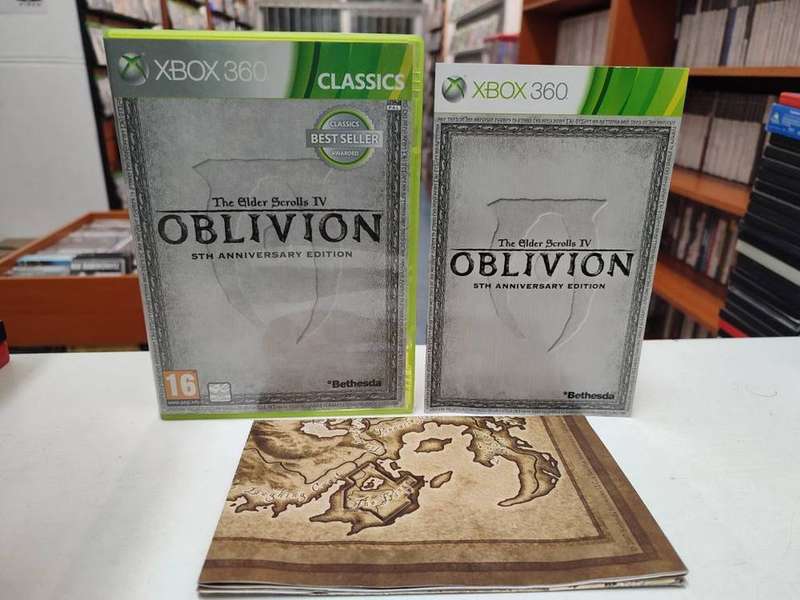 XBOX 360
CLASSICS
PAL
CLASSICS
BEST SELLER
AWARDED
The Elder Scrolls IV
OBLIVION
5TH ANNIVERSARY EDITION
16
Bethesda
XBOX 360
The Elder Scrolls IV
OBLIVION
5TH ANNIVERSARY EDITION
Bethesda